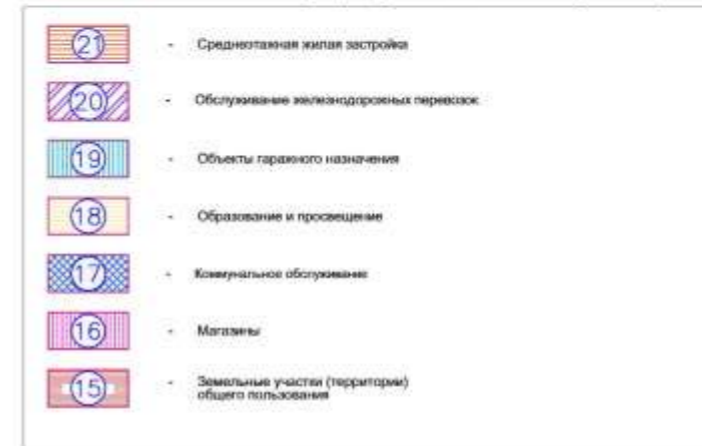 21 - Среднеэтажная жилая застройка
20 - Обслуживание железнодорожных перевозок
19 - Объекты гаражного назначения
18 - Образование и просвещение
17 - Коммунальное обслуживание
16 - Магазины
15 - Земельные участки (территории)
общего пользования